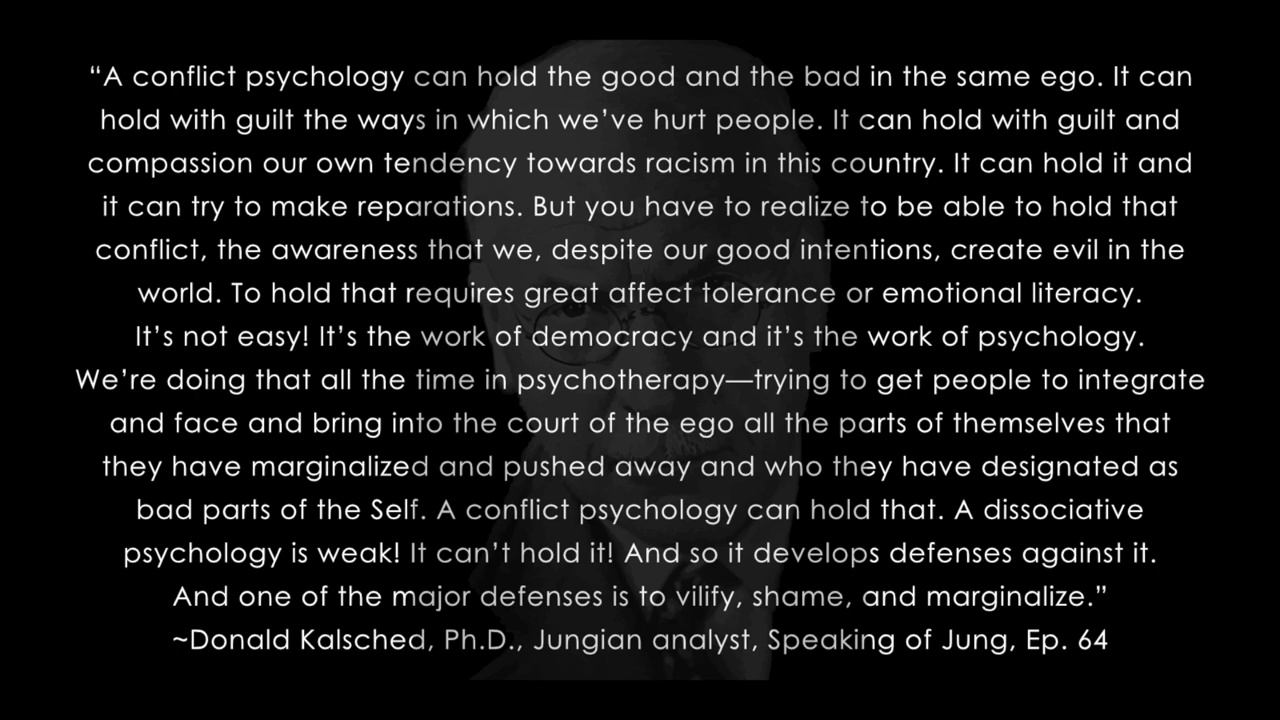 “A conflict psychology can hold the good and the bad in the same ego. It can
hold with guilt the ways in which we’ve hurt people. It can hold with guilt and
compassion our own tendency towards racism in this country. It can hold it and
it can try to make reparations. But you have to realize to be able to hold that
conflict, the awareness that we, despite our good intentions, create evil in the
world. To hold that requires great affect tolerance or emotional literacy.
It’s not easy! It’s the work of democracy and it’s the work of psychology.
We’re doing that all the time in psychotherapy—trying to get people to integrate
and face and bring into the court of the ego all the parts of themselves that
they have marginalized and pushed away and who they have designated as
bad parts of the Self. A conflict psychology can hold that. A dissociative
psychology is weak! It can’t hold it! And so it develops defenses against it.
And one of the major defenses is to vilify, shame, and marginalize.”
~Donald Kalsched, Ph.D., Jungian analyst, Speaking of Jung, Ep. 64